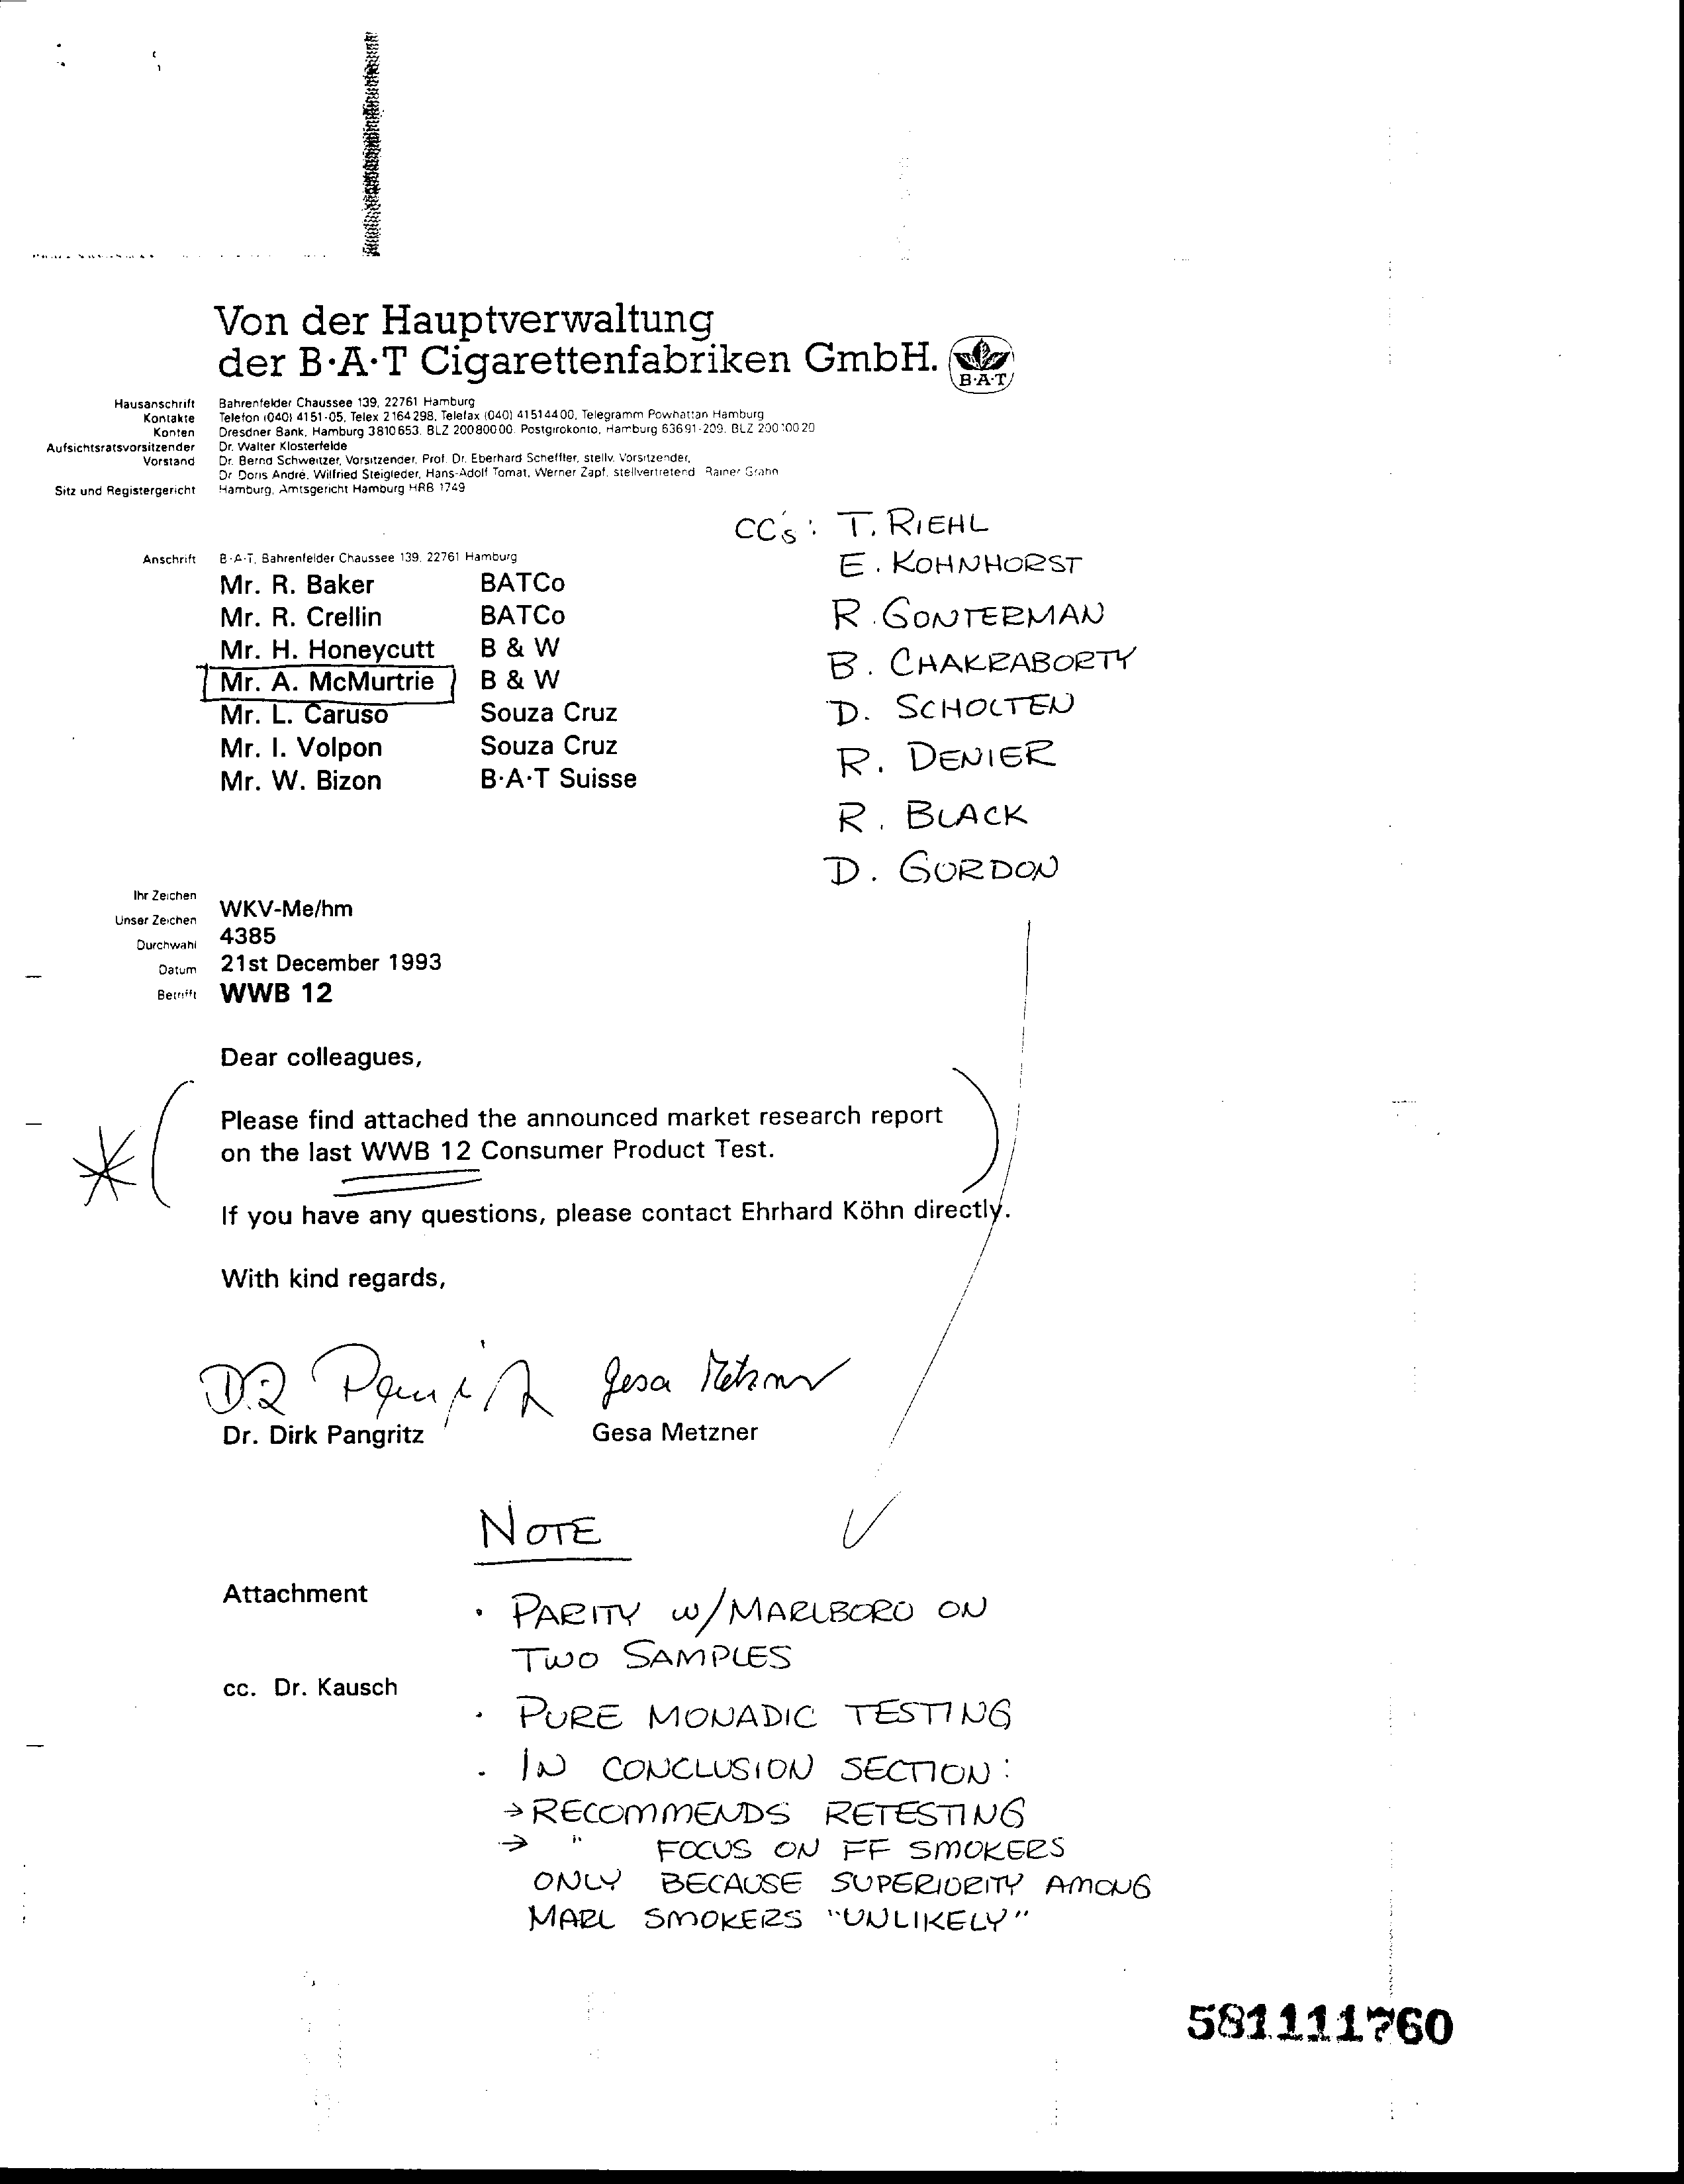 Von der Hauptverwaltung
der B·A·T Cigarettenfabriken GmbH.
B·A·T
Hausanschrift Bahrenfelder Chaussee 139, 22761 Hamburg
Kontakte Telefon (040) 4151-05, Telex 2164298, Telefax (040) 41514400, Telegramm Powhattan Hamburg
Konten Dresdner Bank, Hamburg 3810653. BLZ 20080000. Postgirokonto, Hamburg 63691-209. BLZ 20010020
Aufsichtsratsvorsitzender Dr. Walter Klosterfelde
Vorstand Dr. Bernd Schweitzer, Vorsitzender, Prof. Dr. Eberhard Scheffler, stellv. Vorsitzender,
Dr. Doris André, Wilfried Steigleder, Hans-Adolf Tomat, Werner Zapf, stellvertretend Rainer Grahn
Sitz und Registergericht Hamburg, Amtsgericht Hamburg HRB 1749
CC's: T. RIEHL
E. KOHNHORST
R. GONTERMAN
B. CHAKRABORTY
D. SCHOLTEN
R. DENIER
R. BLACK
D. GORDON
Anschrift B·A·T, Bahrenfelder Chaussee 139, 22761 Hamburg
Mr. R. Baker BATCo
Mr. R. Crellin BATCo
Mr. H. Honeycutt B & W
Mr. A. McMurtrie B & W
Mr. L. Caruso Souza Cruz
Mr. I. Volpon Souza Cruz
Mr. W. Bizon B·A·T Suisse
Ihr Zeichen
Unser Zeichen WKV-Me/hm
Durchwahl 4385
Datum 21st December 1993
Betrifft WWB 12
Dear colleagues,
Please find attached the announced market research report
on the last WWB 12 Consumer Product Test.
If you have any questions, please contact Ehrhard Köhn directly.
With kind regards,
Gesa Metzner
Dr. Dirk Pangritz Gesa Metzner
NOTE
Attachment
· PARITY W/MARLBORO ON
TWO SAMPLES
cc. Dr. Kausch
· PURE MONADIC TESTING
· IN CONCLUSION SECTION:
→ RECOMMENDS RETESTING
→ " FOCUS ON FF SMOKERS
ONLY BECAUSE SUPERIORITY AMONG
MARL SMOKERS "UNLIKELY"
581111760